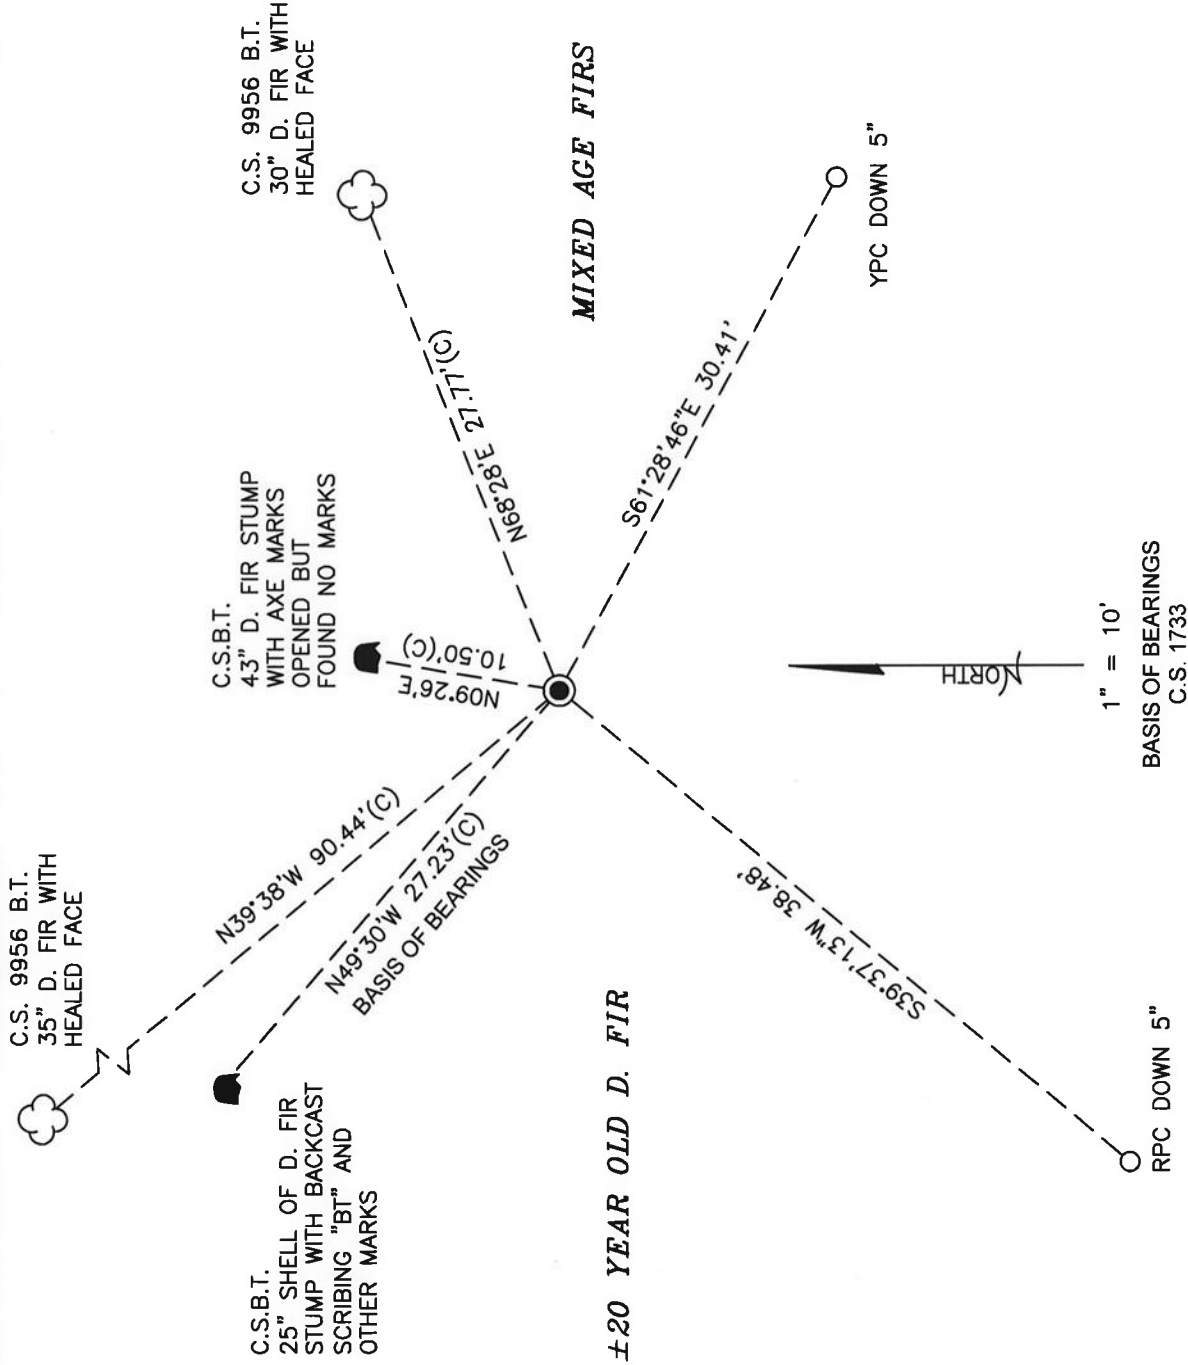 C.S. 9956 B.T.
35" D. FIR WITH
HEALED FACE
C.S.B.T.
43" D. FIR STUMP
WITH AXE MARKS
OPENED BUT
FOUND NO MARKS
C.S. 9956 B.T.
30" D. FIR WITH
HEALED FACE
N39°38'W 90.44'(C)
N49°30'W 27.23'(C)
BASIS OF BEARINGS
N09°26'E
10.50'(C)
N68°28'E 27.77'(C)
C.S.B.T.
25" SHELL OF D. FIR
STUMP WITH BACKCAST
SCRIBING "BT" AND
OTHER MARKS
MIXED AGE FIRS
±20 YEAR OLD D. FIR
S61°28'46"E 30.41'
YPC DOWN 5"
S39°37'13"W 38.48'
RPC DOWN 5"
NORTH
1" = 10'
BASIS OF BEARINGS
C.S. 1733